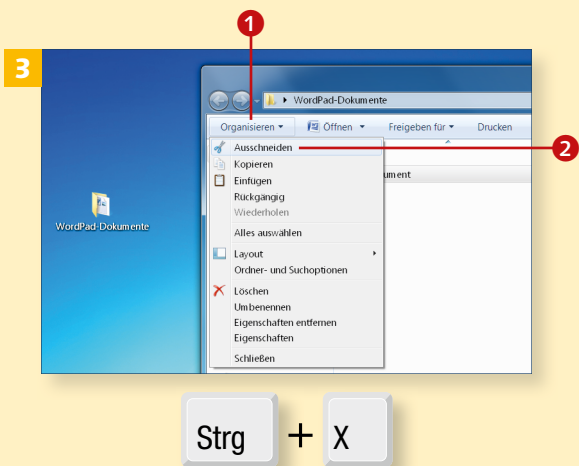 1
3
WordPad-Dokumente
Organisieren Öffnen Freigeben für Drucken
Ausschneiden
2
Kopieren
ument
Einfügen
Rückgängig
Wiederholen
WordPad-Dokumente
Alles auswählen
Layout
Ordner- und Suchoptionen
Löschen
Umbenennen
Eigenschaften entfernen
Eigenschaften
Schließen
Strg + X